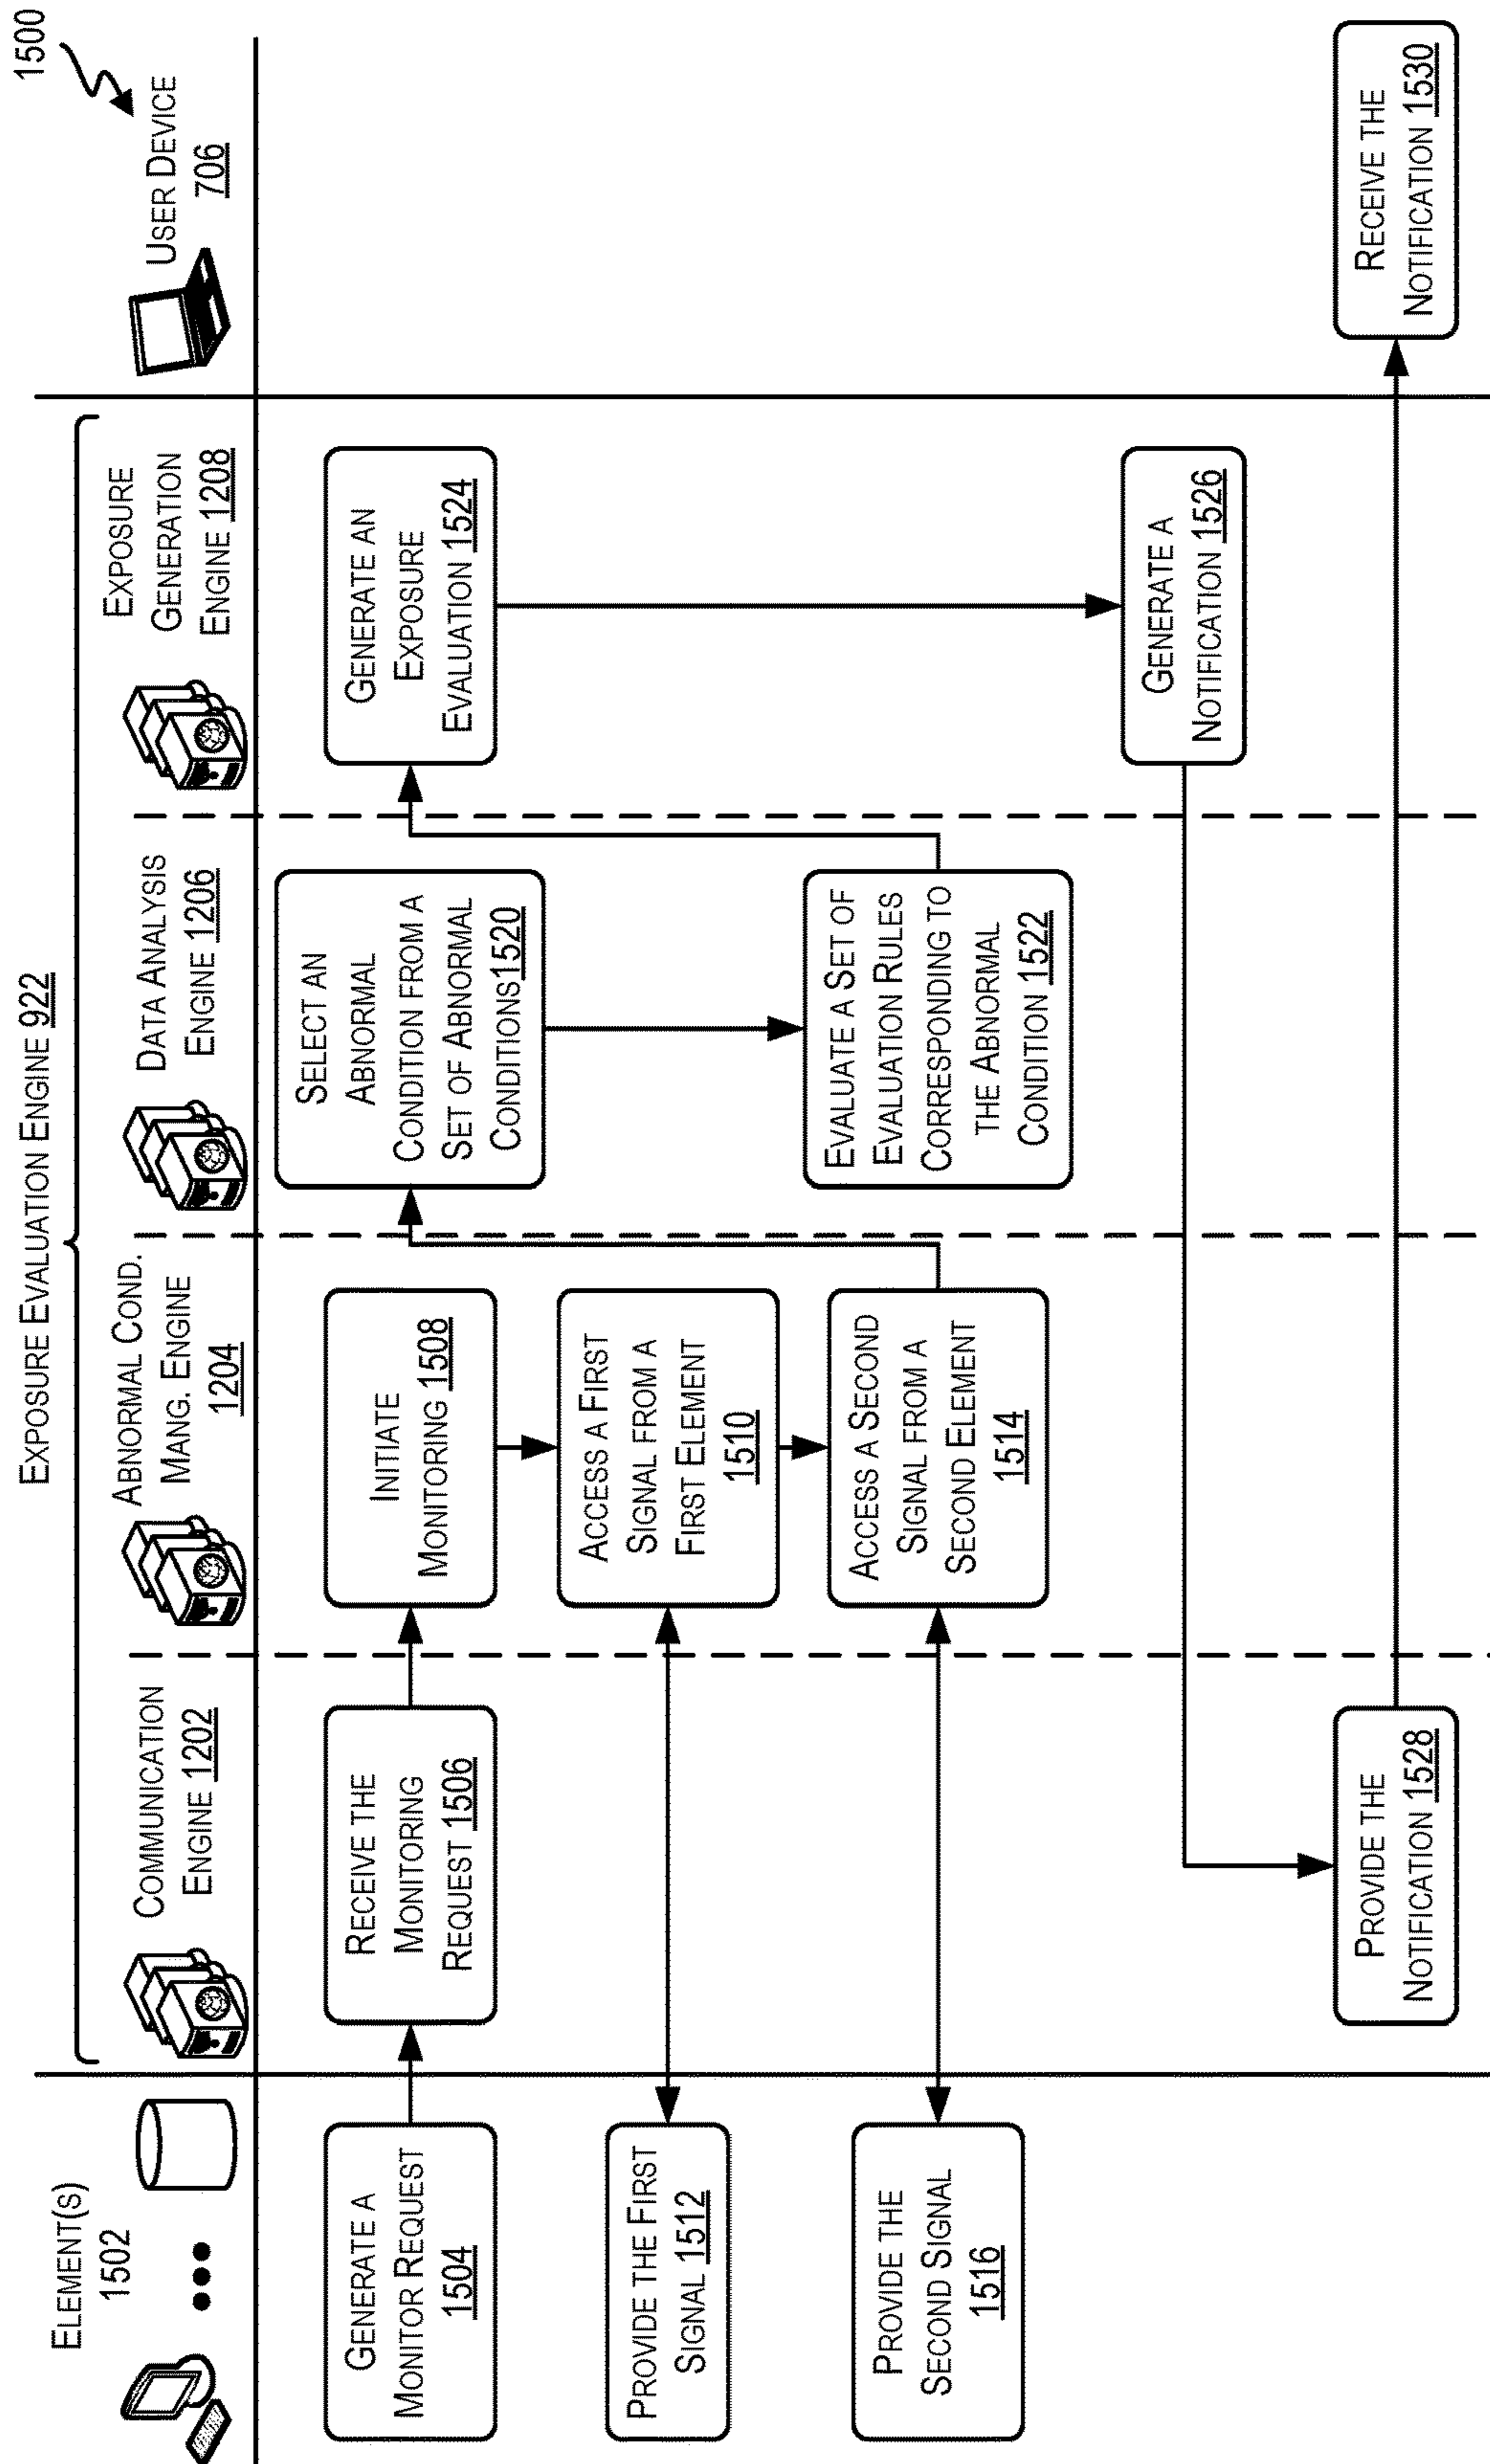 1500
EXPOSURE EVALUATION ENGINE 922
ELEMENT(S)
1502
COMMUNICATION
ENGINE 1202
ABNORMAL COND.
MANG. ENGINE
1204
DATA ANALYSIS
ENGINE 1206
EXPOSURE
GENERATION
ENGINE 1208
USER DEVICE
706
GENERATE A
MONITOR REQUEST
1504
RECEIVE THE
MONITORING
REQUEST 1506
INITIATE
MONITORING 1508
SELECT AN
ABNORMAL
CONDITION FROM A
SET OF ABNORMAL
CONDITIONS1520
GENERATE AN
EXPOSURE
EVALUATION 1524
PROVIDE THE FIRST
SIGNAL 1512
ACCESS A FIRST
SIGNAL FROM A
FIRST ELEMENT
1510
PROVIDE THE
SECOND SIGNAL
1516
ACCESS A SECOND
SIGNAL FROM A
SECOND ELEMENT
1514
EVALUATE A SET OF
EVALUATION RULES
CORRESPONDING TO
THE ABNORMAL
CONDITION 1522
GENERATE A
NOTIFICATION 1526
PROVIDE THE
NOTIFICATION 1528
RECEIVE THE
NOTIFICATION 1530